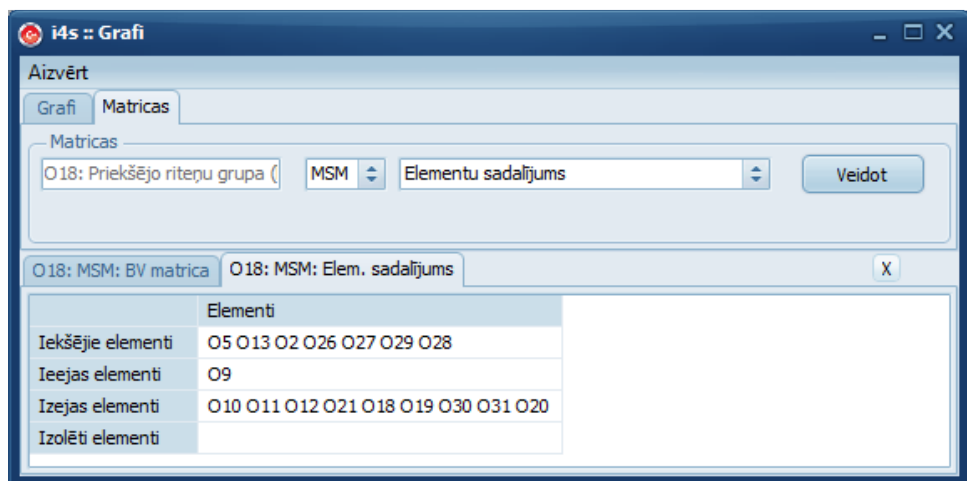 i4s :: Grafi
Aizvērt
Grafi Matricas
Matricas
O18: Priekšējo riteņu grupa ( MSM Elementu sadalījums Veidot
O18: MSM: BV matrica O18: MSM: Elem. sadalījums X
Elementi
Iekšējie elementi O5 O13 O2 O26 O27 O29 O28
Ieejas elementi O9
Izejas elementi O10 O11 O12 O21 O18 O19 O30 O31 O20
Izolēti elementi